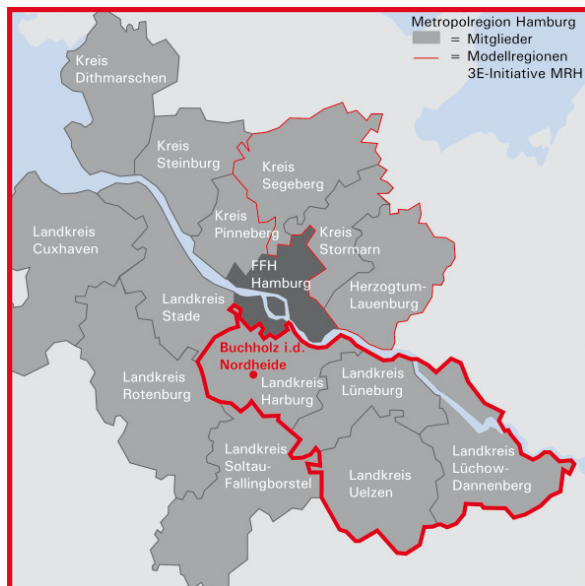 Metropolregion Hamburg
= Mitglieder
= Modellregionen
3E-Initiative MRH
Kreis
Dithmarschen
Kreis
Steinburg
Kreis
Segeberg
Kreis
Pinneberg
Kreis
Stormarn
Landkreis
Cuxhaven
FFH
Hamburg
Herzogtum-
Lauenburg
Landkreis
Stade
Buchholz i.d.
Nordheide
Landkreis
Harburg
Landkreis
Lüneburg
Landkreis
Rotenburg
Landkreis
Soltau-
Fallingborstel
Landkreis
Uelzen
Landkreis
Lüchow-
Dannenberg